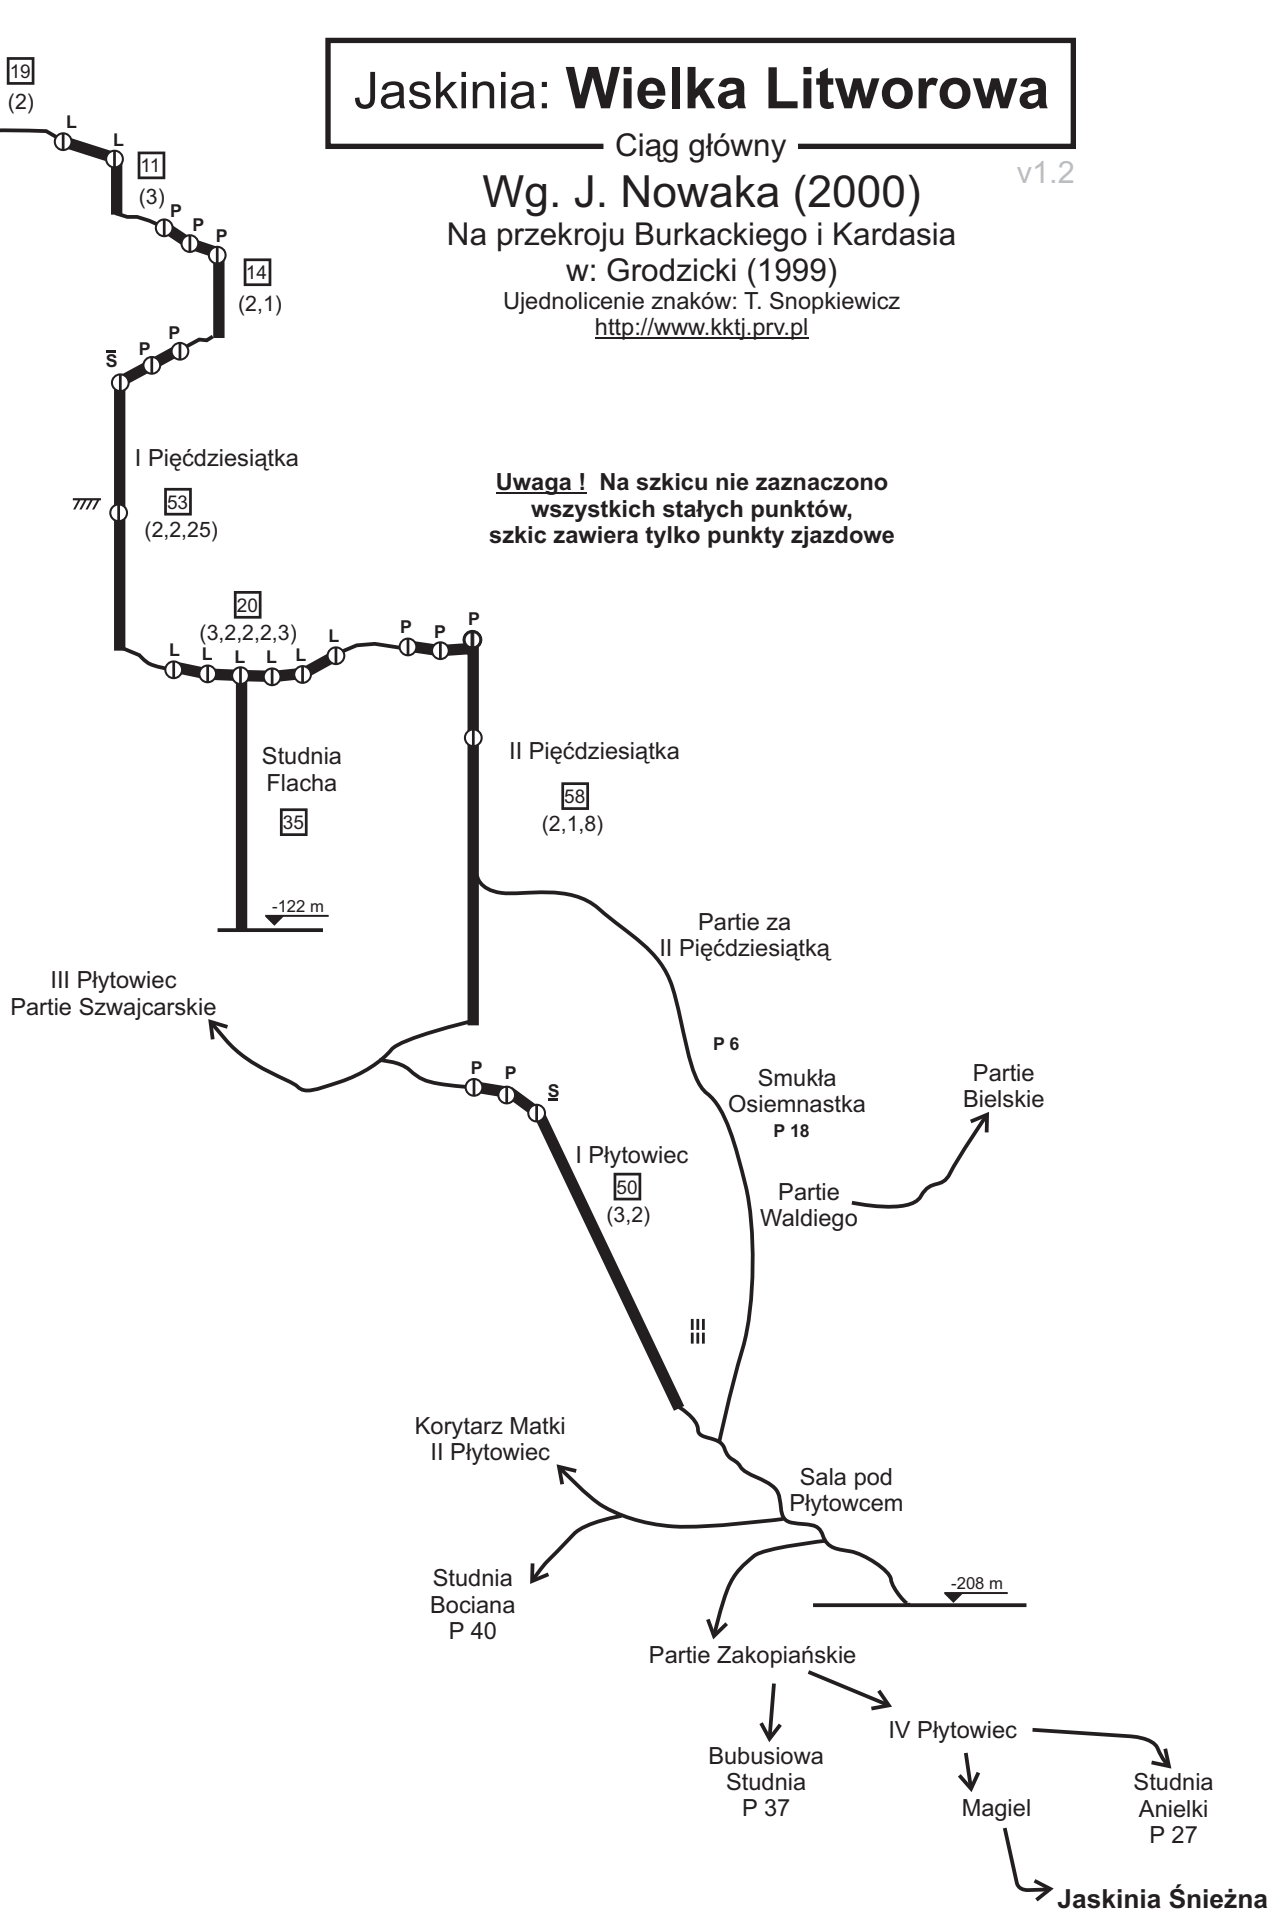 Jaskinia: Wielka Litworowa
Ciąg główny
v1.2
Wg. J. Nowaka (2000)
Na przekroju Burkackiego i Kardasia
w: Grodzicki (1999)
Ujednolicenie znaków: T. Snopkiewicz
http://www.kktj.prv.pl
19
(2)
L
L
11
(3)
P
P
P
14
(2,1)
P
P
S
I Pięćdziesiątka
53
(2,2,25)
Uwaga ! Na szkicu nie zaznaczono
wszystkich stałych punktów,
szkic zawiera tylko punkty zjazdowe
20
(3,2,2,2,3)
L
L
L
L
L
L
P
P
P
Studnia
Flacha
35
-122 m
II Pięćdziesiątka
58
(2,1,8)
Partie za
II Pięćdziesiątką
III Płytowiec
Partie Szwajcarskie
P 6
Smukła
Osiemnastka
P 18
Partie
Bielskie
P
P
S
I Płytowiec
50
(3,2)
Partie
Waldiego
Korytarz Matki
II Płytowiec
Sala pod
Płytowcem
Studnia
Bociana
P 40
-208 m
Partie Zakopiańskie
IV Płytowiec
Bubusiowa
Studnia
P 37
Magiel
Studnia
Anielki
P 27
Jaskinia Śnieżna